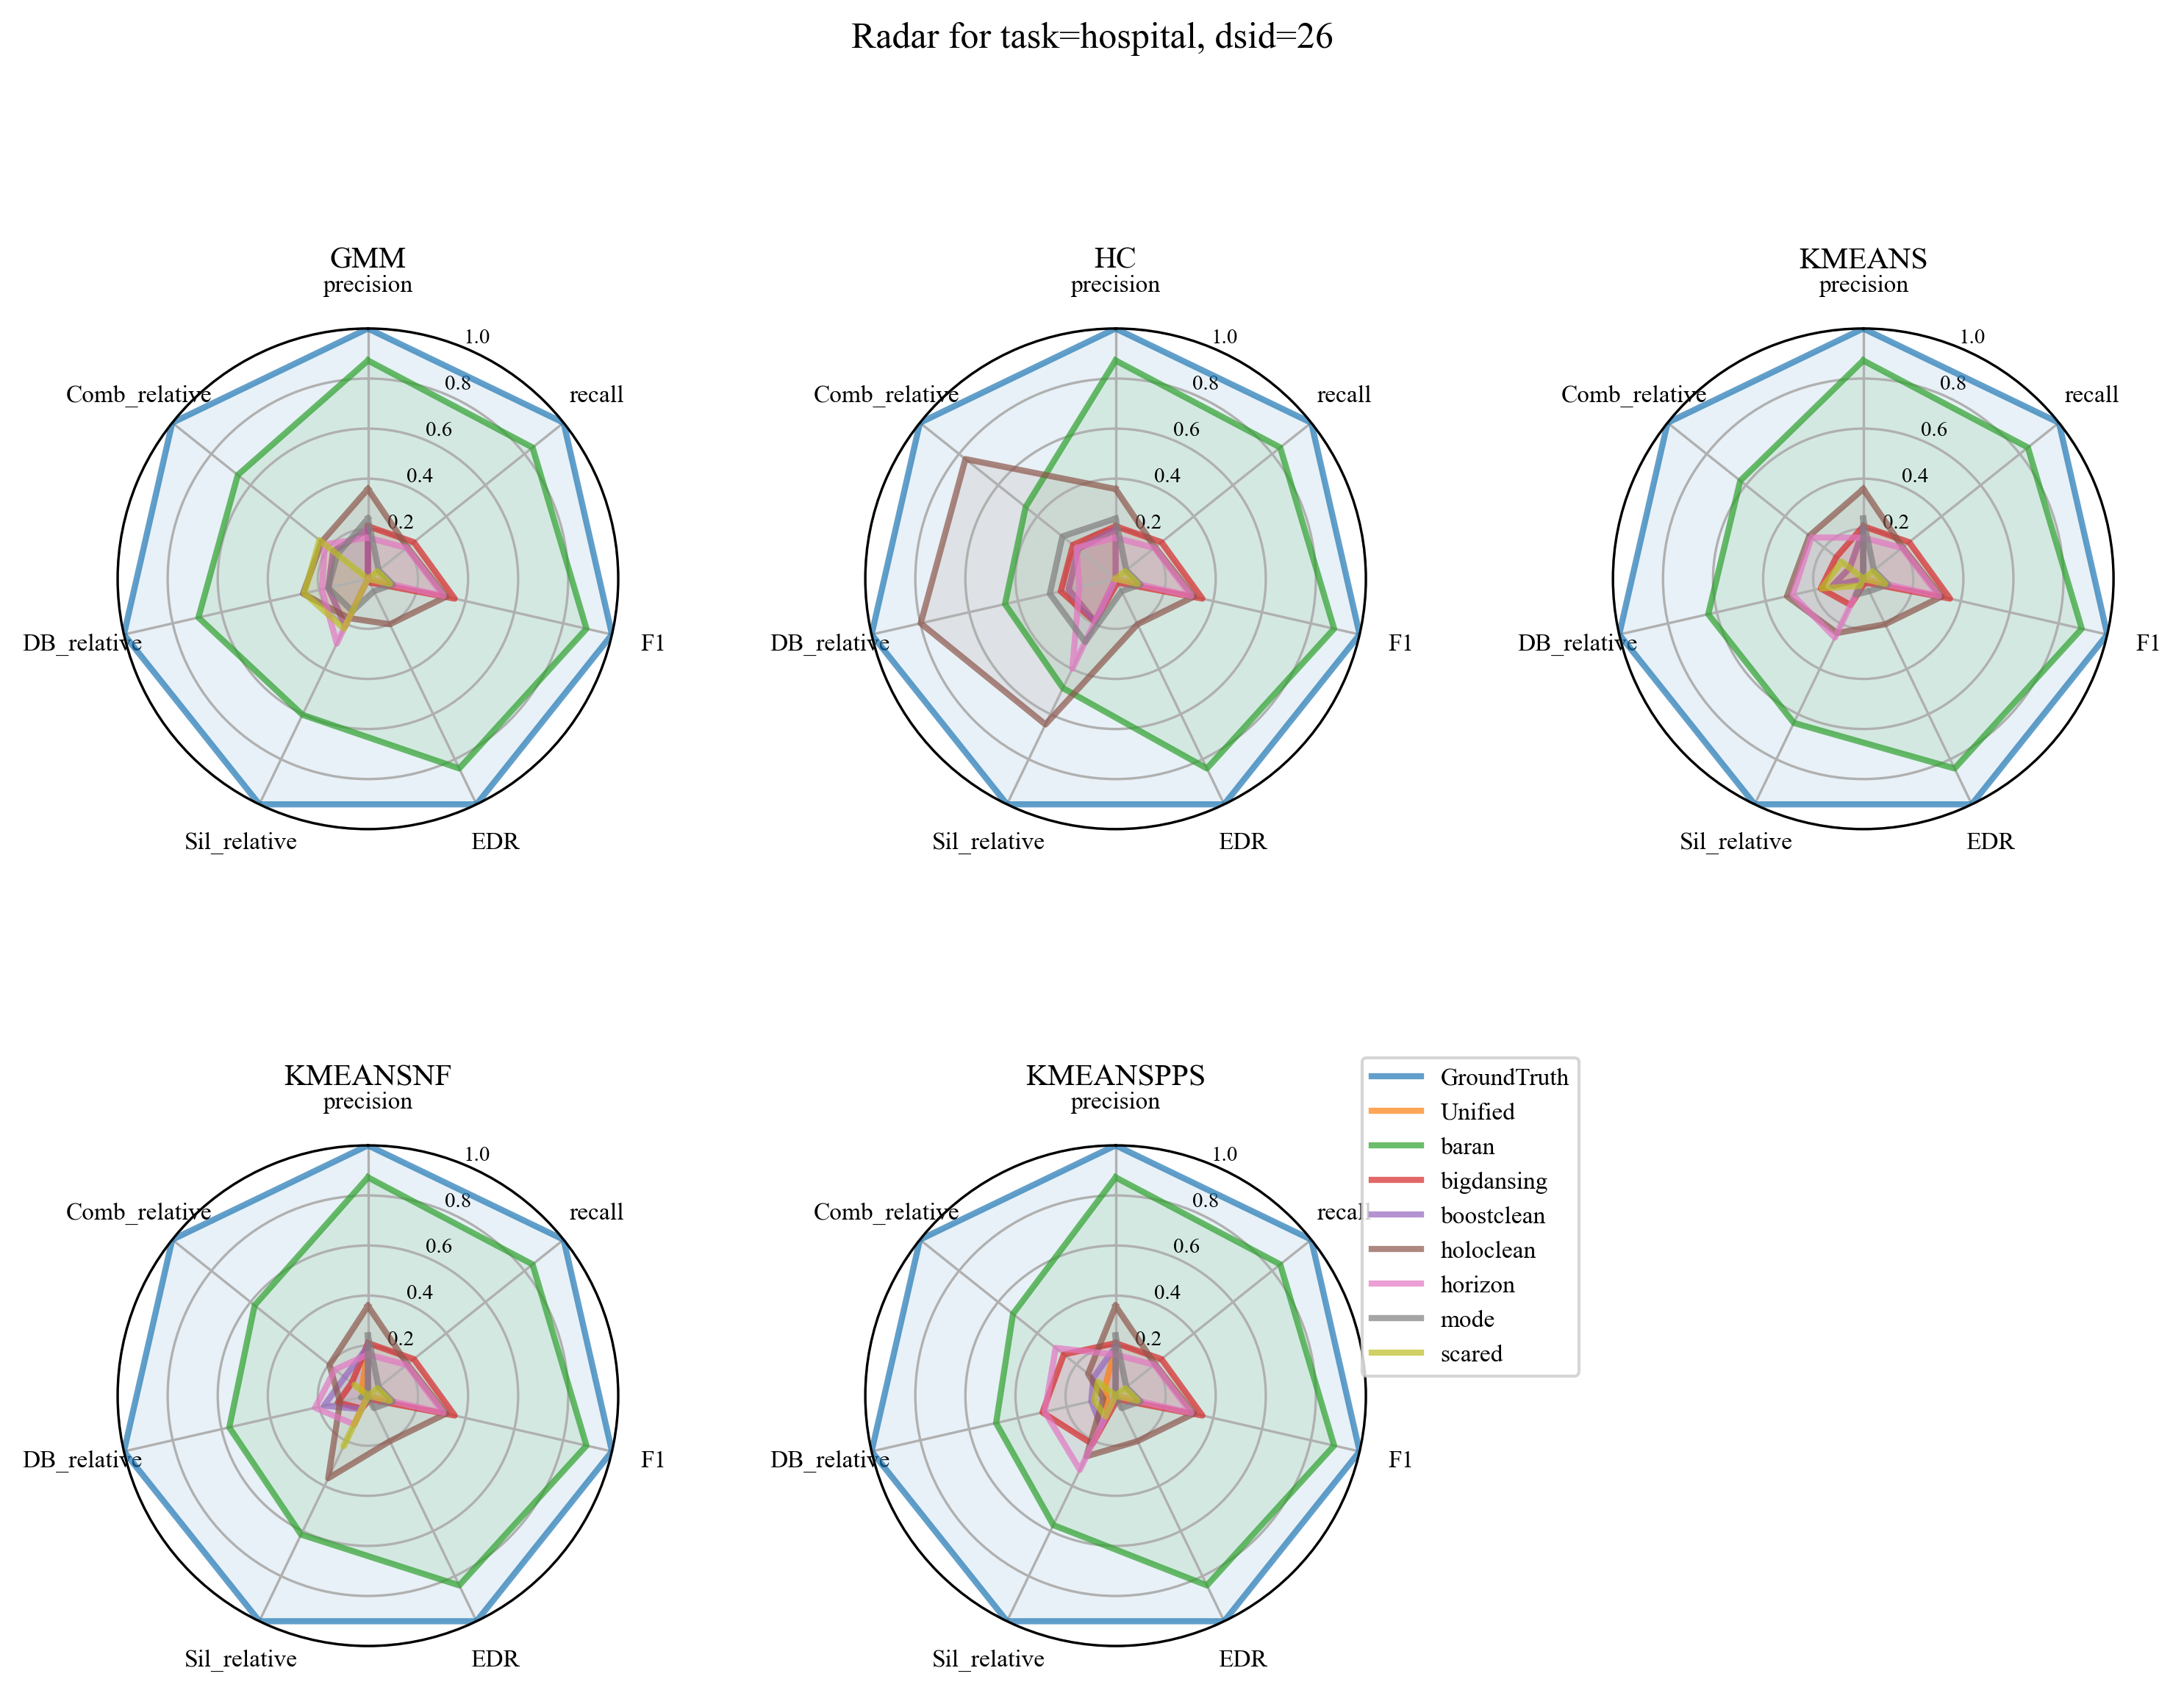 Radar for task=hospital, dsid=26
GMM
precision
1.0
Comb_relative
0.8
recall
0.6
0.4
0.2
DB_relative
F1
Sil_relative
EDR
HC
precision
1.0
Comb_relative
0.8
recall
0.6
0.4
0.2
DB_relative
F1
Sil_relative
EDR
KMEANS
precision
1.0
Comb_relative
0.8
recall
0.6
0.4
0.2
DB_relative
F1
Sil_relative
EDR
KMEANSNF
precision
1.0
Comb_relative
0.8
recall
0.6
0.4
0.2
DB_relative
F1
Sil_relative
EDR
KMEANSPPS
precision
1.0
Comb_relative
0.8
recall
0.6
0.4
0.2
DB_relative
F1
Sil_relative
EDR
GroundTruth
Unified
baran
bigdansing
boostclean
holoclean
horizon
mode
scared